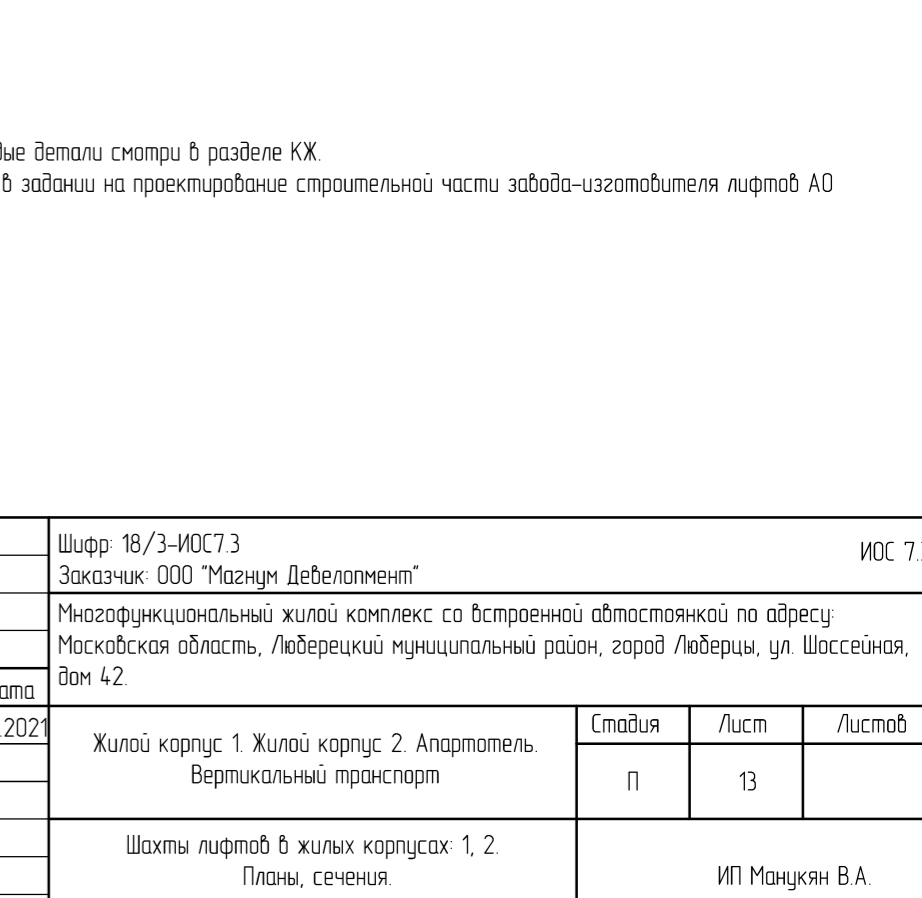 дые детали смотри в разделе КЖ.
в задании на проектирование строительной части завода-изготовителя лифтов АО
Шифр: 18/3-ИОС7.3
ИОС 7.
Заказчик: ООО "Магнум Девелопмент"
Многофункциональный жилой комплекс со встроенной автостоянкой по адресу:
Московская область, Люберецкий муниципальный район, город Люберцы, ул. Шоссейная,
дом 42.
ата
.2021
Жилой корпус 1. Жилой корпус 2. Апартотель.
Вертикальный транспорт
Стадия
Лист
Листов
П
13
Шахты лифтов в жилых корпусах: 1, 2.
Планы, сечения.
ИП Манукян В.А.